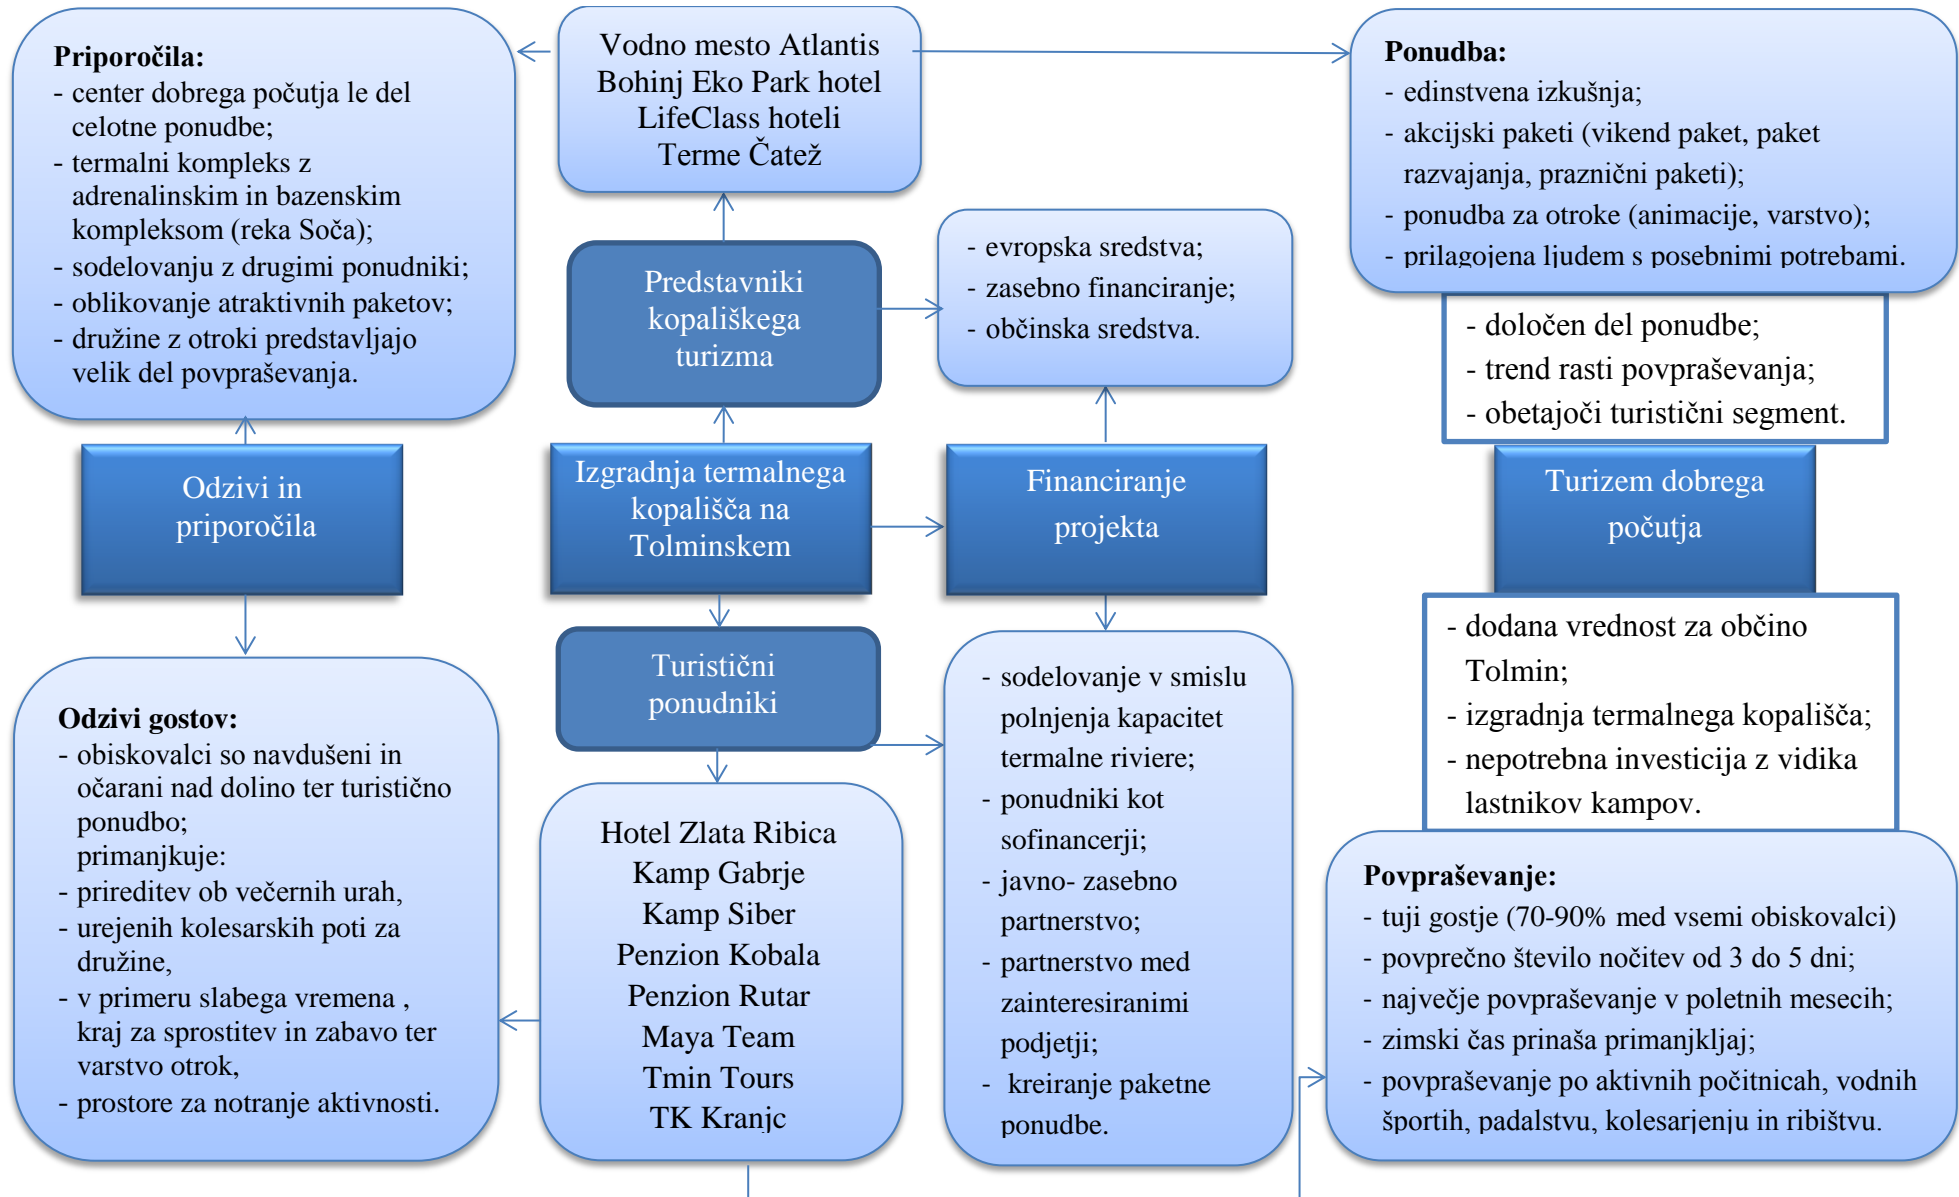 Priporočila:
- center dobrega počutja le del
celotne ponudbe;
- termalni kompleks z
adrenalinskim in bazenskim
kompleksom (reka Soča);
- sodelovanju z drugimi ponudniki;
- oblikovanje atraktivnih paketov;
- družine z otroki predstavljajo
velik del povpraševanja.
Vodno mesto Atlantis
Bohinj Eko Park hotel
LifeClass hoteli
Terme Čatež
Ponudba:
- edinstvena izkušnja;
- akcijski paketi (vikend paket, paket
razvajanja, praznični paketi);
- ponudba za otroke (animacije, varstvo);
- prilagojena ljudem s posebnimi potrebami.
Predstavniki
kopališkega
turizma
- evropska sredstva;
- zasebno financiranje;
- občinska sredstva.
- določen del ponudbe;
- trend rasti povpraševanja;
- obetajoči turistični segment.
Odzivi in
priporočila
Izgradnja termalnega
kopališča na
Tolminskem
Financiranje
projekta
Turizem dobrega
počutja
Turistični
ponudniki
- dodana vrednost za občino
Tolmin;
- izgradnja termalnega kopališča;
- nepotrebna investicija z vidika
lastnikov kampov.
Odzivi gostov:
- obiskovalci so navdušeni in
očarani nad dolino ter turistično
ponudbo;
primanjkuje:
- prireditev ob večernih urah,
- urejenih kolesarskih poti za
družine,
- v primeru slabega vremena ,
kraj za sprostitev in zabavo ter
varstvo otrok,
- prostore za notranje aktivnosti.
Hotel Zlata Ribica
Kamp Gabrje
Kamp Siber
Penzion Kobala
Penzion Rutar
Maya Team
Tmin Tours
TK Kranjc
- sodelovanje v smislu
polnjenja kapacitet
termalne riviere;
- ponudniki kot
sofinancerji;
- javno- zasebno
partnerstvo;
- partnerstvo med
zainteresiranimi
podjetji;
- kreiranje paketne
ponudbe.
Povpraševanje:
- tuji gostje (70-90% med vsemi obiskovalci)
- povprečno število nočitev od 3 do 5 dni;
- največje povpraševanje v poletnih mesecih;
- zimski čas prinaša primanjkljaj;
- povpraševanje po aktivnih počitnicah, vodnih
športih, padalstvu, kolesarjenju in ribištvu.